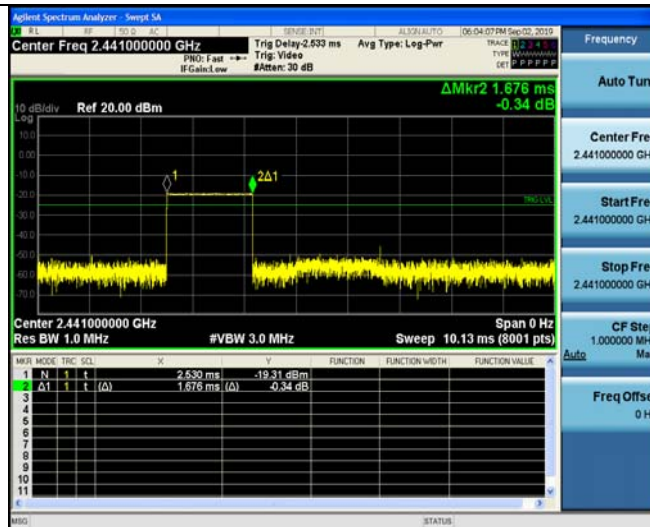 Agilent Spectrum Analyzer - Swept SA
RL RF 50 Ω AC SENSE:INT ALIGN AUTO 06:04:07 PM Sep 02, 2019
Center Freq 2.441000000 GHz
PNO: Fast
IFGain:Low
Trig Delay-2.533 ms
Trig: Video
#Atten: 30 dB
Avg Type: Log-Pwr
TRACE 1 2 3 4 5 6
TYPE
DET P P P P P P
Frequency
ΔMkr2 1.676 ms
-0.34 dB
10 dB/div Ref 20.00 dBm
Log
10.0
0.00
-10.0
-20.0
-30.0
-40.0
-50.0
-60.0
-70.0
1
2Δ1
TRIG LVL
Center 2.441000000 GHz Span 0 Hz
Res BW 1.0 MHz #VBW 3.0 MHz Sweep 10.13 ms (8001 pts)
MKR MODE TRC SCL X Y FUNCTION FUNCTION WIDTH FUNCTION VALUE
1 N 1 t 2.530 ms -19.31 dBm
2 Δ1 1 t (Δ) 1.676 ms (Δ) -0.34 dB
3
4
5
6
7
8
9
10
11
Auto Tun
Center Fre
2.441000000 GH
Start Fre
2.441000000 GH
Stop Fre
2.441000000 GH
CF Ste
1.000000 MH
Auto Ma
Freq Offse
0 H
MSG STATUS